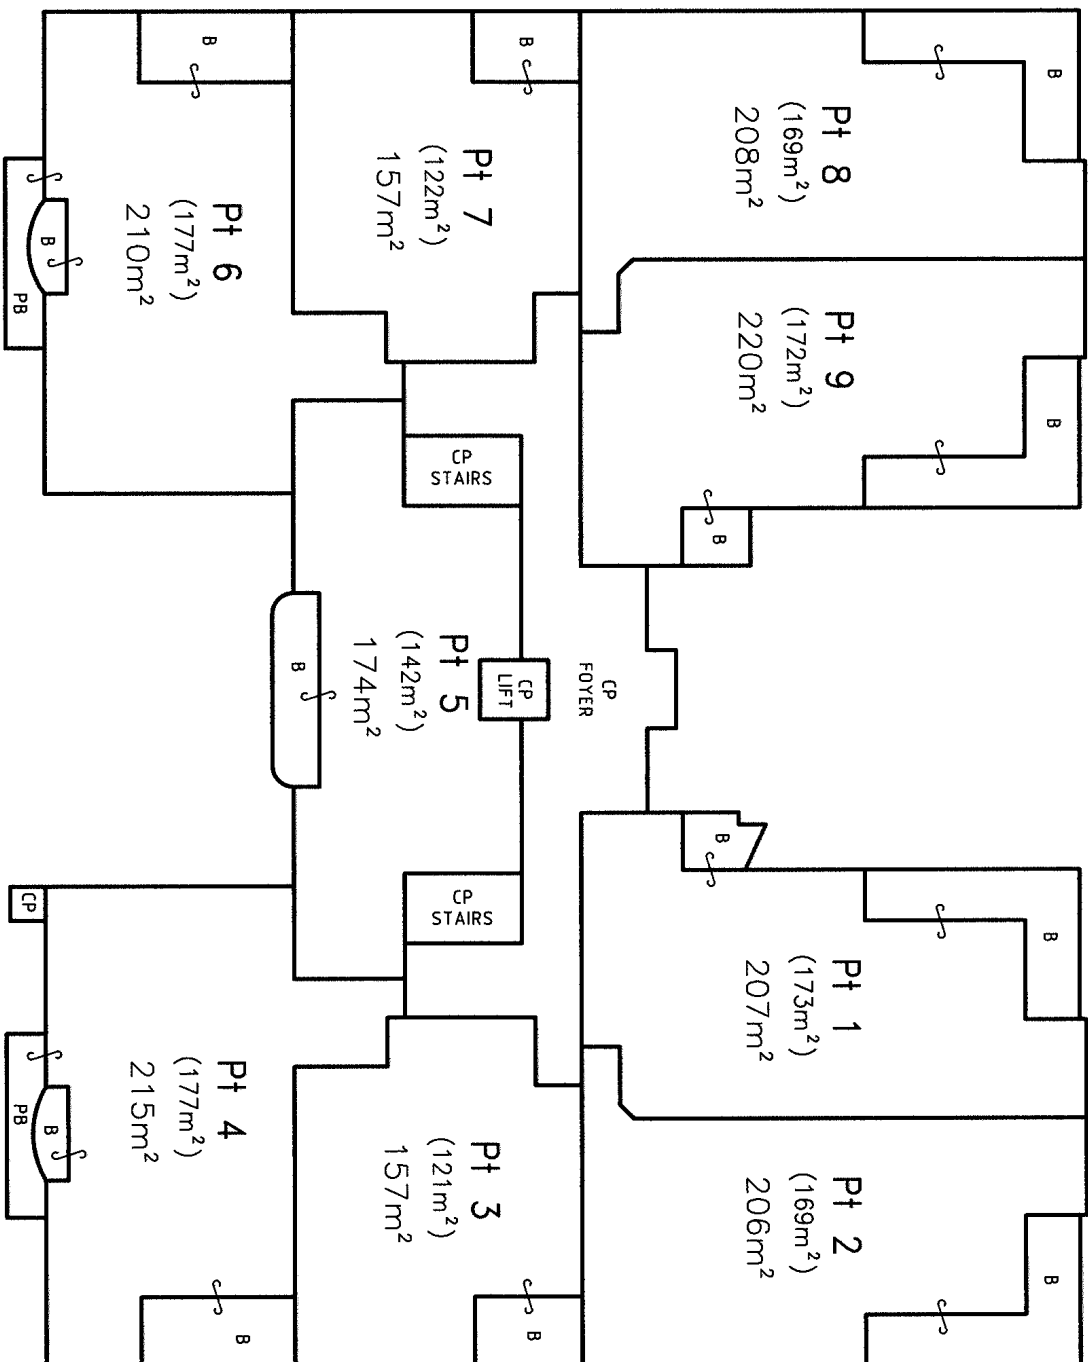 B
Pt 6
(177m²)
210m²
B
PB
B
Pt 7
(122m²)
157m²
B
Pt 8
(169m²)
208m²
Pt 9
(172m²)
220m²
B
B
CP
STAIRS
Pt 5
(142m²)
174m²
B
CP
LIFT
CP
FOYER
CP
STAIRS
B
B
Pt 1
(173m²)
207m²
Pt 2
(169m²)
206m²
B
Pt 3
(121m²)
157m²
B
CP
Pt 4
(177m²)
215m²
B
PB
B